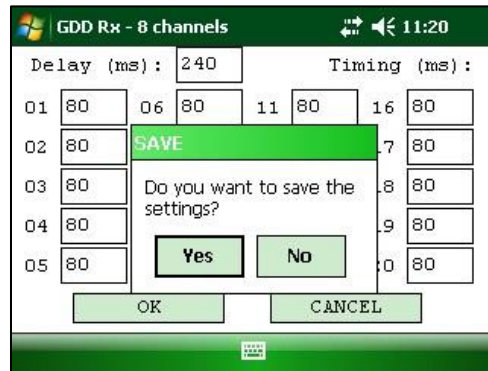 GDD Rx - 8 channels 11:20
Delay (ms): 240 Timing (ms):
01 80 06 80 11 80 16 80
02 80 SAVE 7 80
03 80 Do you want to save the 8 80
settings?
04 80 9 80
Yes No
05 80 0 80
OK CANCEL